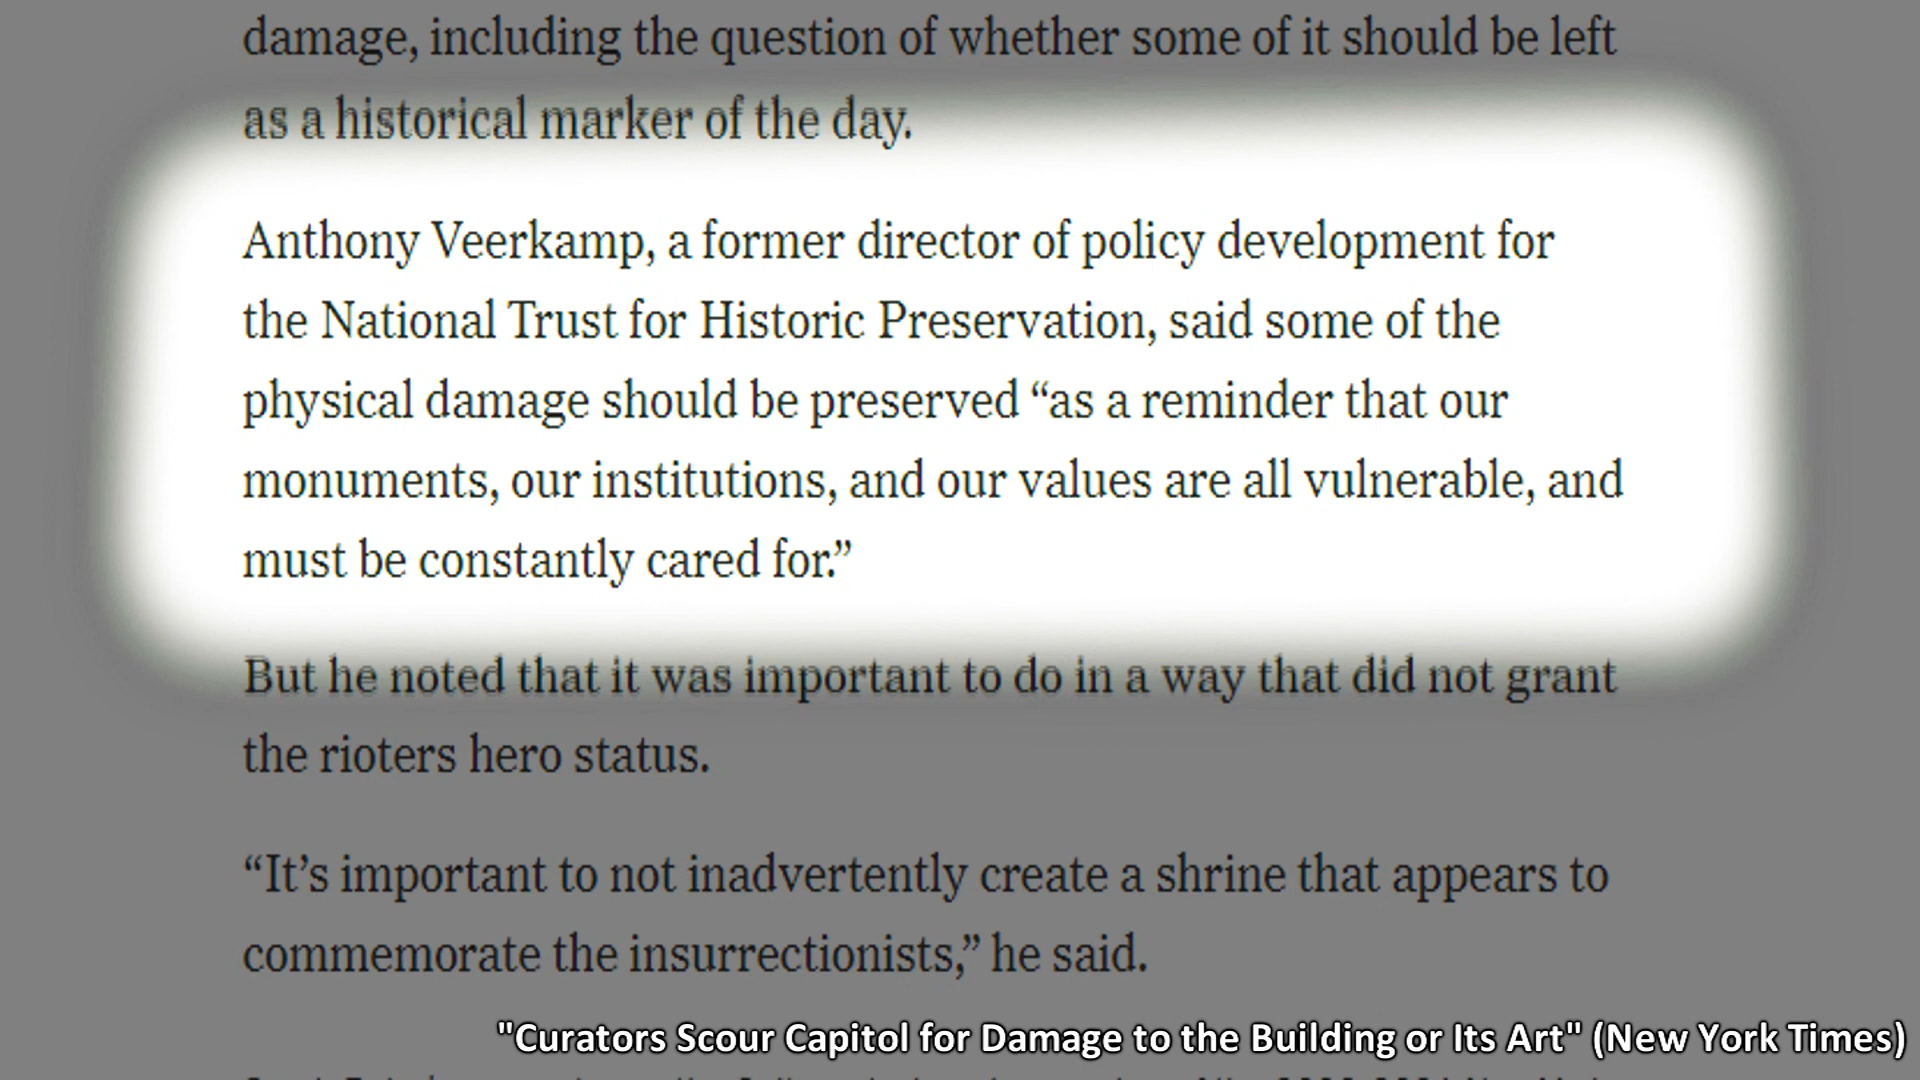 damage, including the question of whether some of it should be left
as a historical marker of the day.
Anthony Veerkamp, a former director of policy development for
the National Trust for Historic Preservation, said some of the
physical damage should be preserved “as a reminder that our
monuments, our institutions, and our values are all vulnerable, and
must be constantly cared for.”
But he noted that it was important to do in a way that did not grant
the rioters hero status.
“It’s important to not inadvertently create a shrine that appears to
commemorate the insurrectionists,” he said.
"Curators Scour Capitol for Damage to the Building or Its Art" (New York Times)